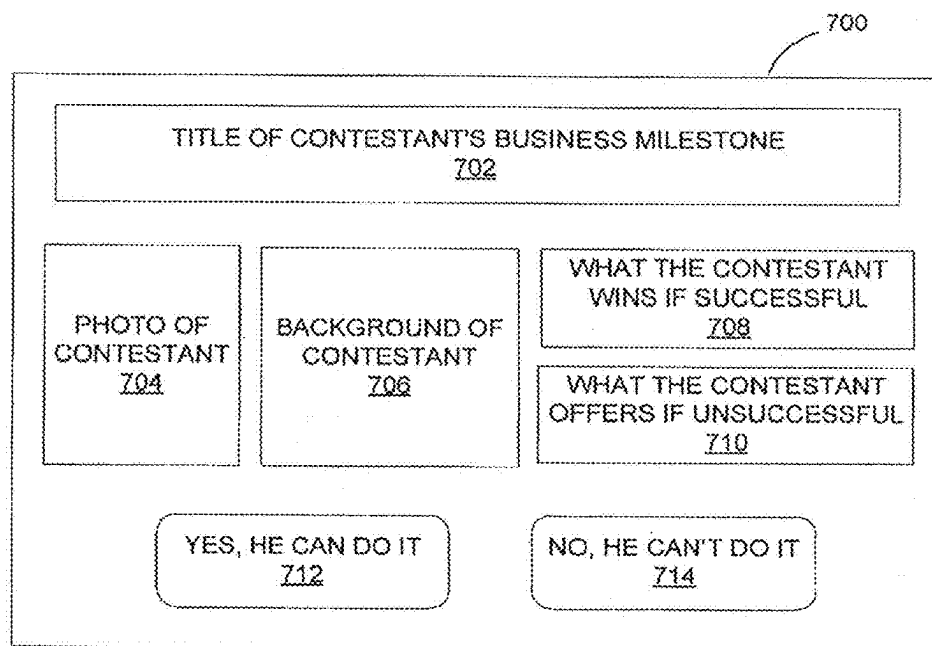 700
TITLE OF CONTESTANT'S BUSINESS MILESTONE
702
PHOTO OF
CONTESTANT
704
BACKGROUND OF
CONTESTANT
706
WHAT THE CONTESTANT
WINS IF SUCCESSFUL
708
WHAT THE CONTESTANT
OFFERS IF UNSUCCESSFUL
710
YES, HE CAN DO IT
712
NO, HE CAN'T DO IT
714